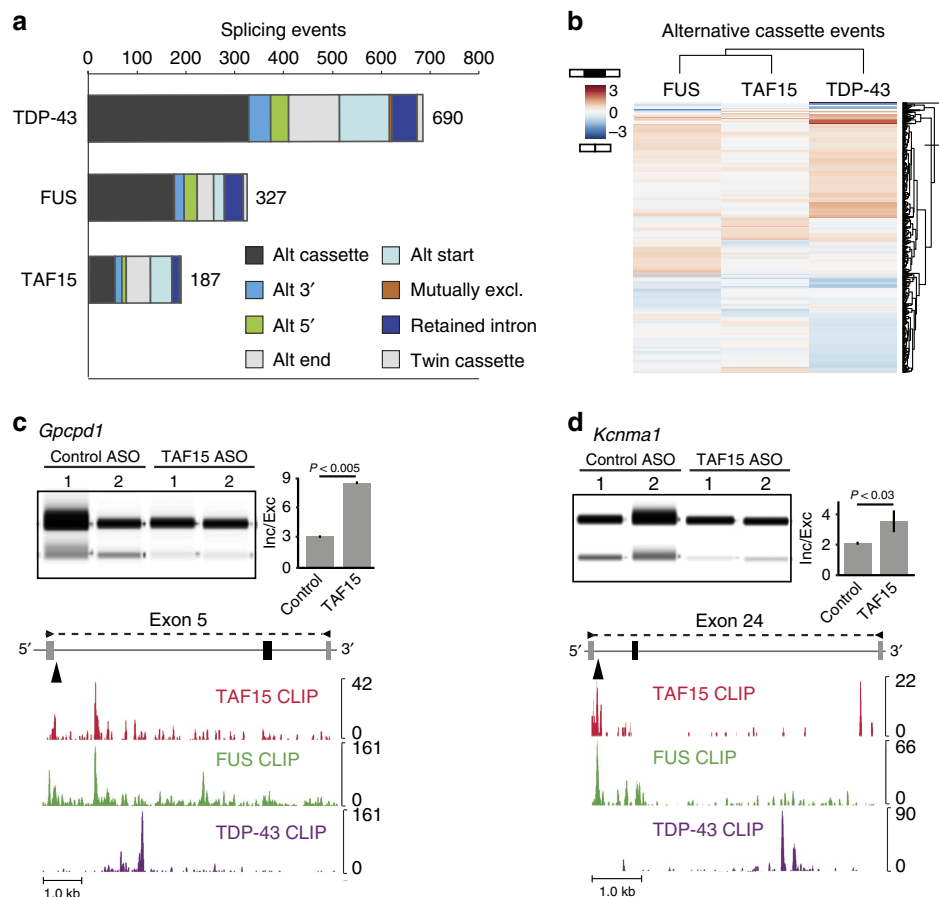 a
Splicing events
0 100 200 300 400 500 600 700 800
TDP-43
690
FUS
327
TAF15
187
Alt cassette
Alt 3′
Alt 5′
Alt end
Alt start
Mutually excl.
Retained intron
Twin cassette
b
Alternative cassette events
FUS TAF15 TDP-43
3
0
−3
c
Gpcpd1
Control ASO TAF15 ASO
1 2 1 2
P < 0.005
Inc/Exc
9
6
3
0
Control
TAF15
Exon 5
5′ 3′
TAF15 CLIP
42
0
FUS CLIP
161
0
TDP-43 CLIP
161
0
1.0 kb
d
Kcnma1
Control ASO TAF15 ASO
1 2 1 2
P < 0.03
Inc/Exc
4
2
0
Control
TAF15
Exon 24
5′ 3′
TAF15 CLIP
22
0
FUS CLIP
66
0
TDP-43 CLIP
90
0
1.0 kb